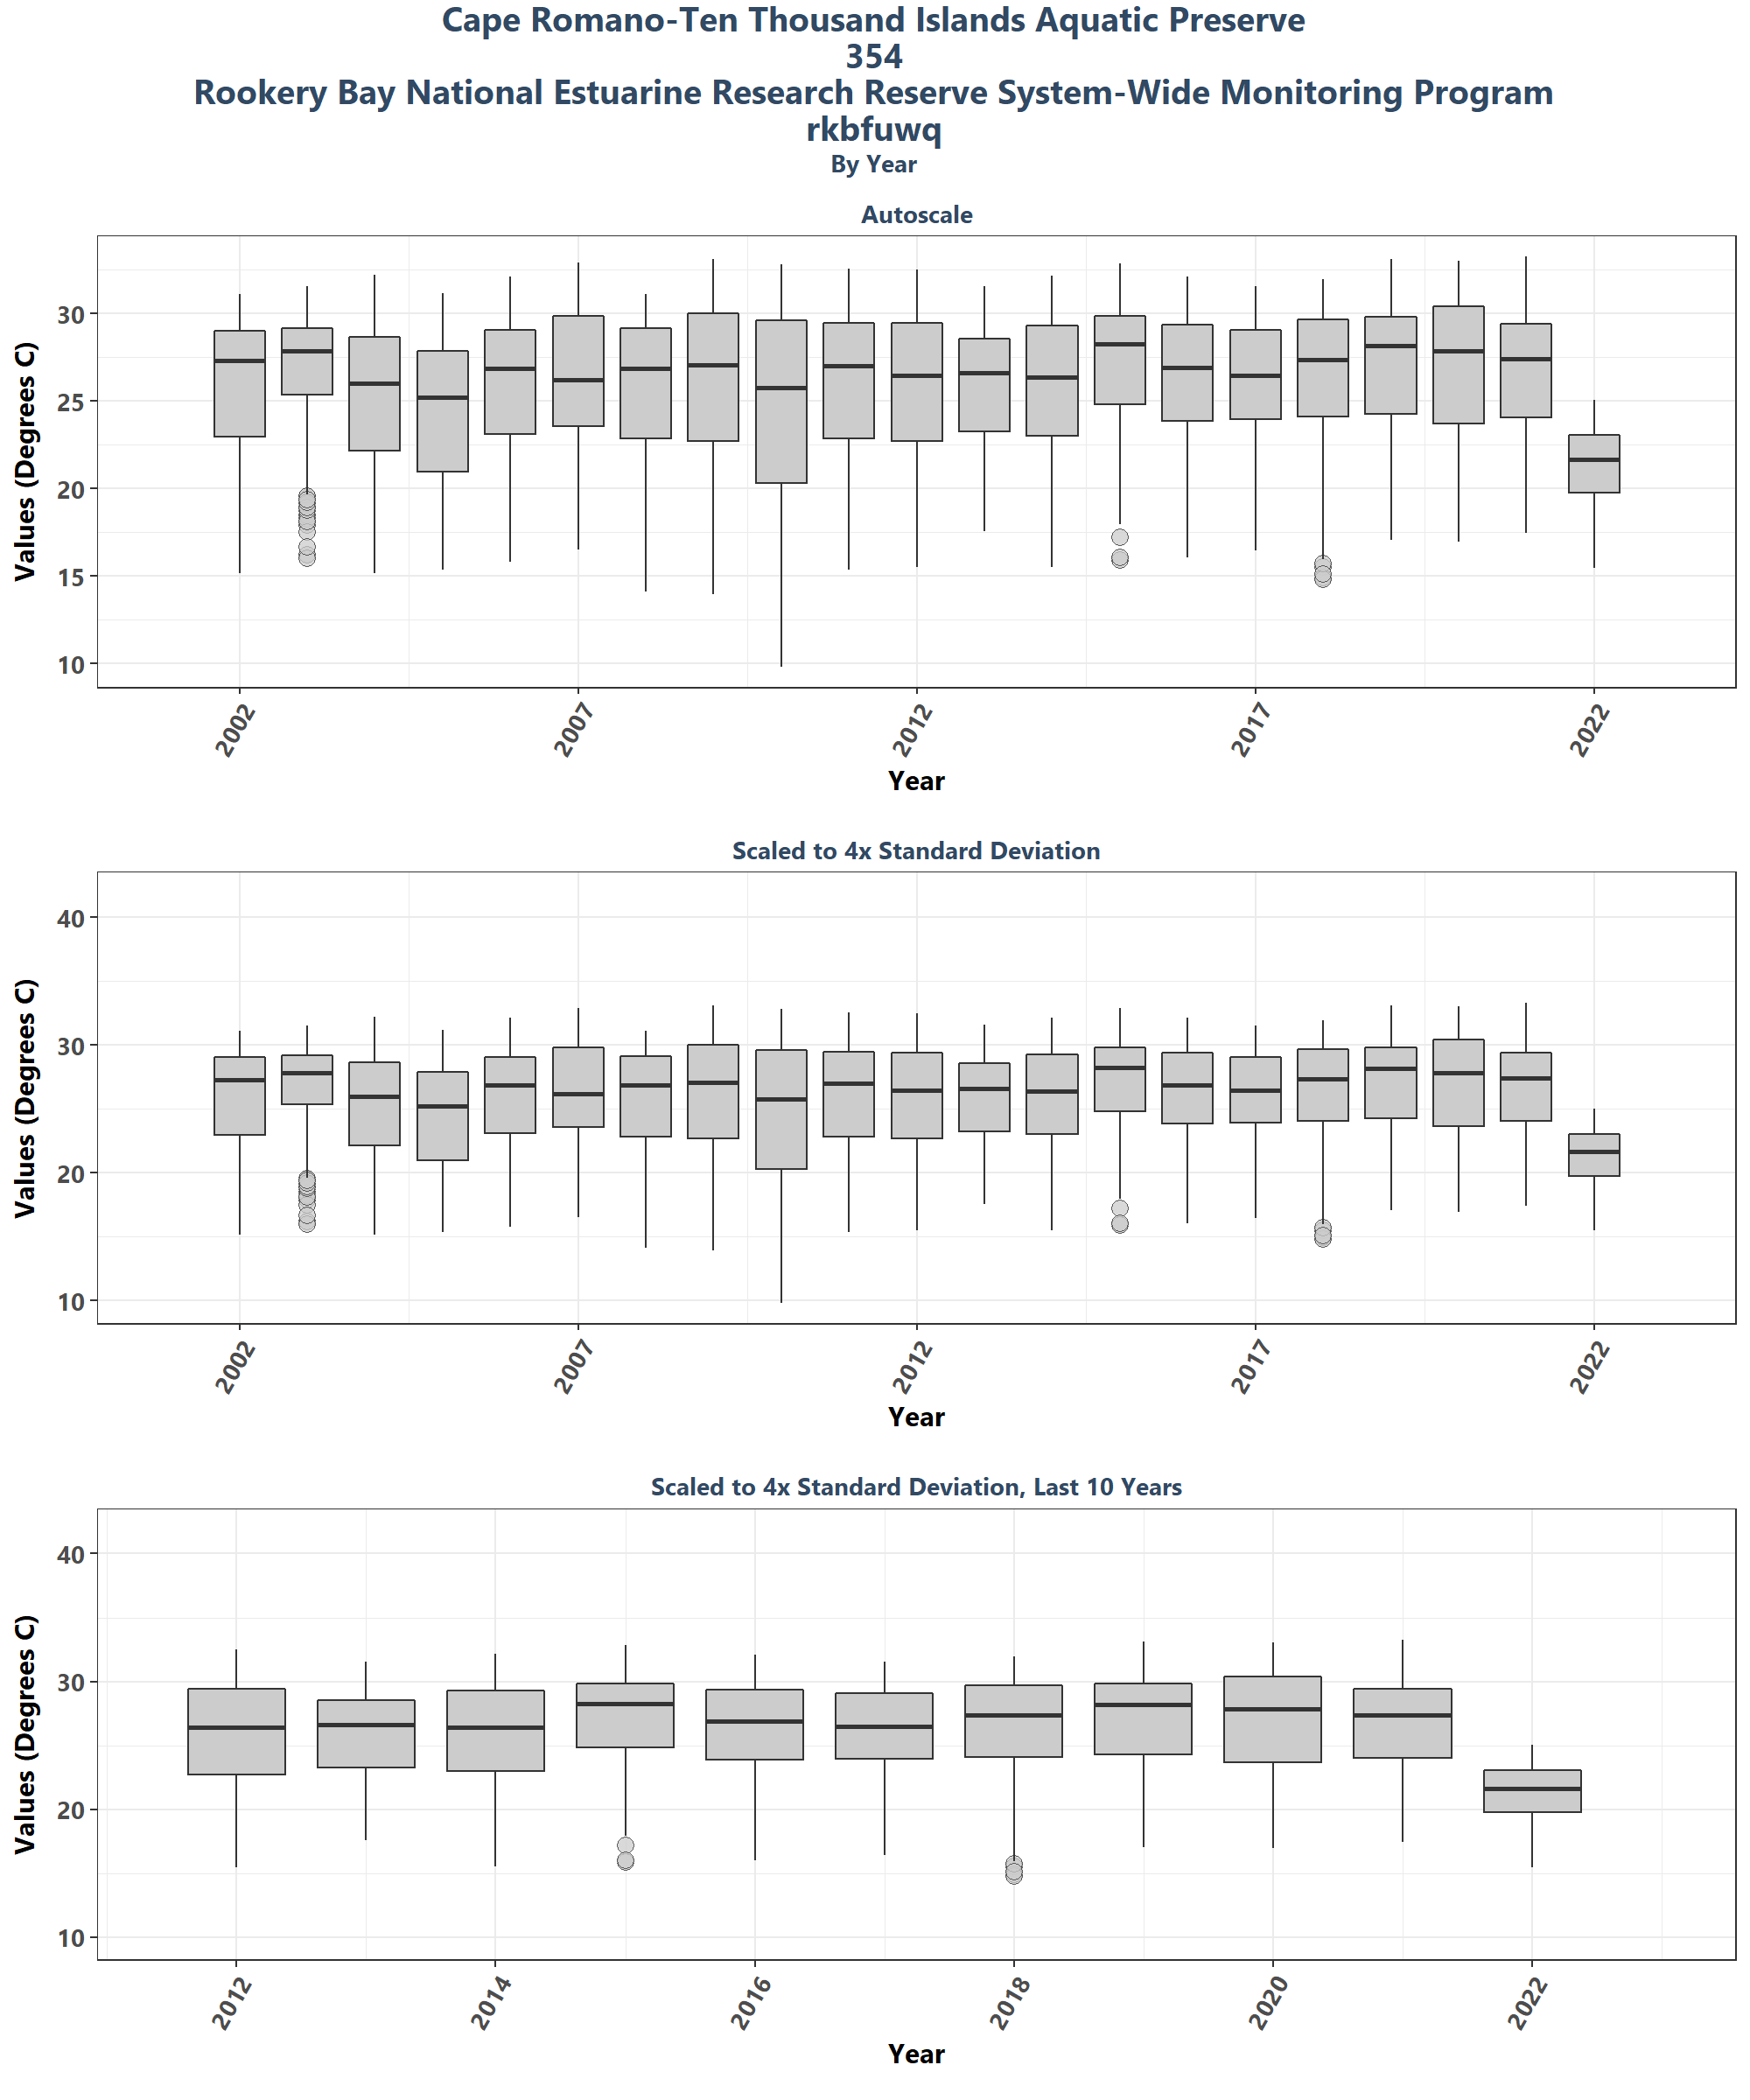 Cape Romano-Ten Thousand Islands Aquatic Preserve
354
Rookery Bay National Estuarine Research Reserve System-Wide Monitoring Program
rkbfuwq
By Year
Autoscale
Values (Degrees C)
30
25
20
15
10
2002 2007 2012 2017 2022
Year
Scaled to 4x Standard Deviation
Values (Degrees C)
40
30
20
10
2002 2007 2012 2017 2022
Year
Scaled to 4x Standard Deviation, Last 10 Years
Values (Degrees C)
40
30
20
10
2012 2014 2016 2018 2020 2022
Year